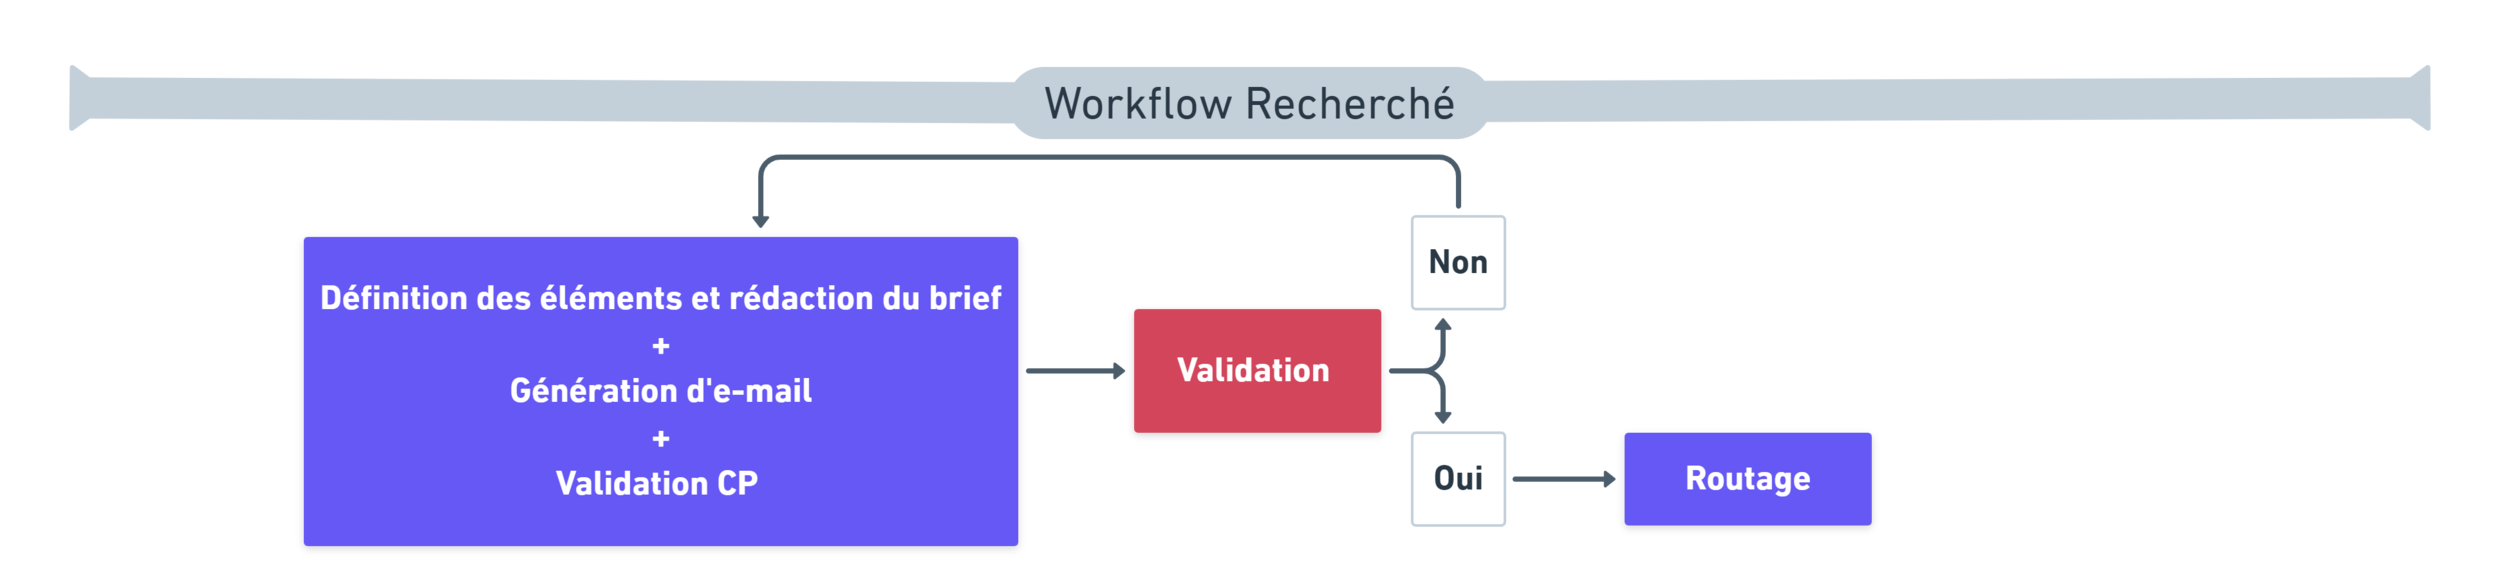 Workflow Recherché
Non
Définition des éléments et rédaction du brief
+
Génération d'e-mail
+
Validation CP
Validation
Oui
Routage